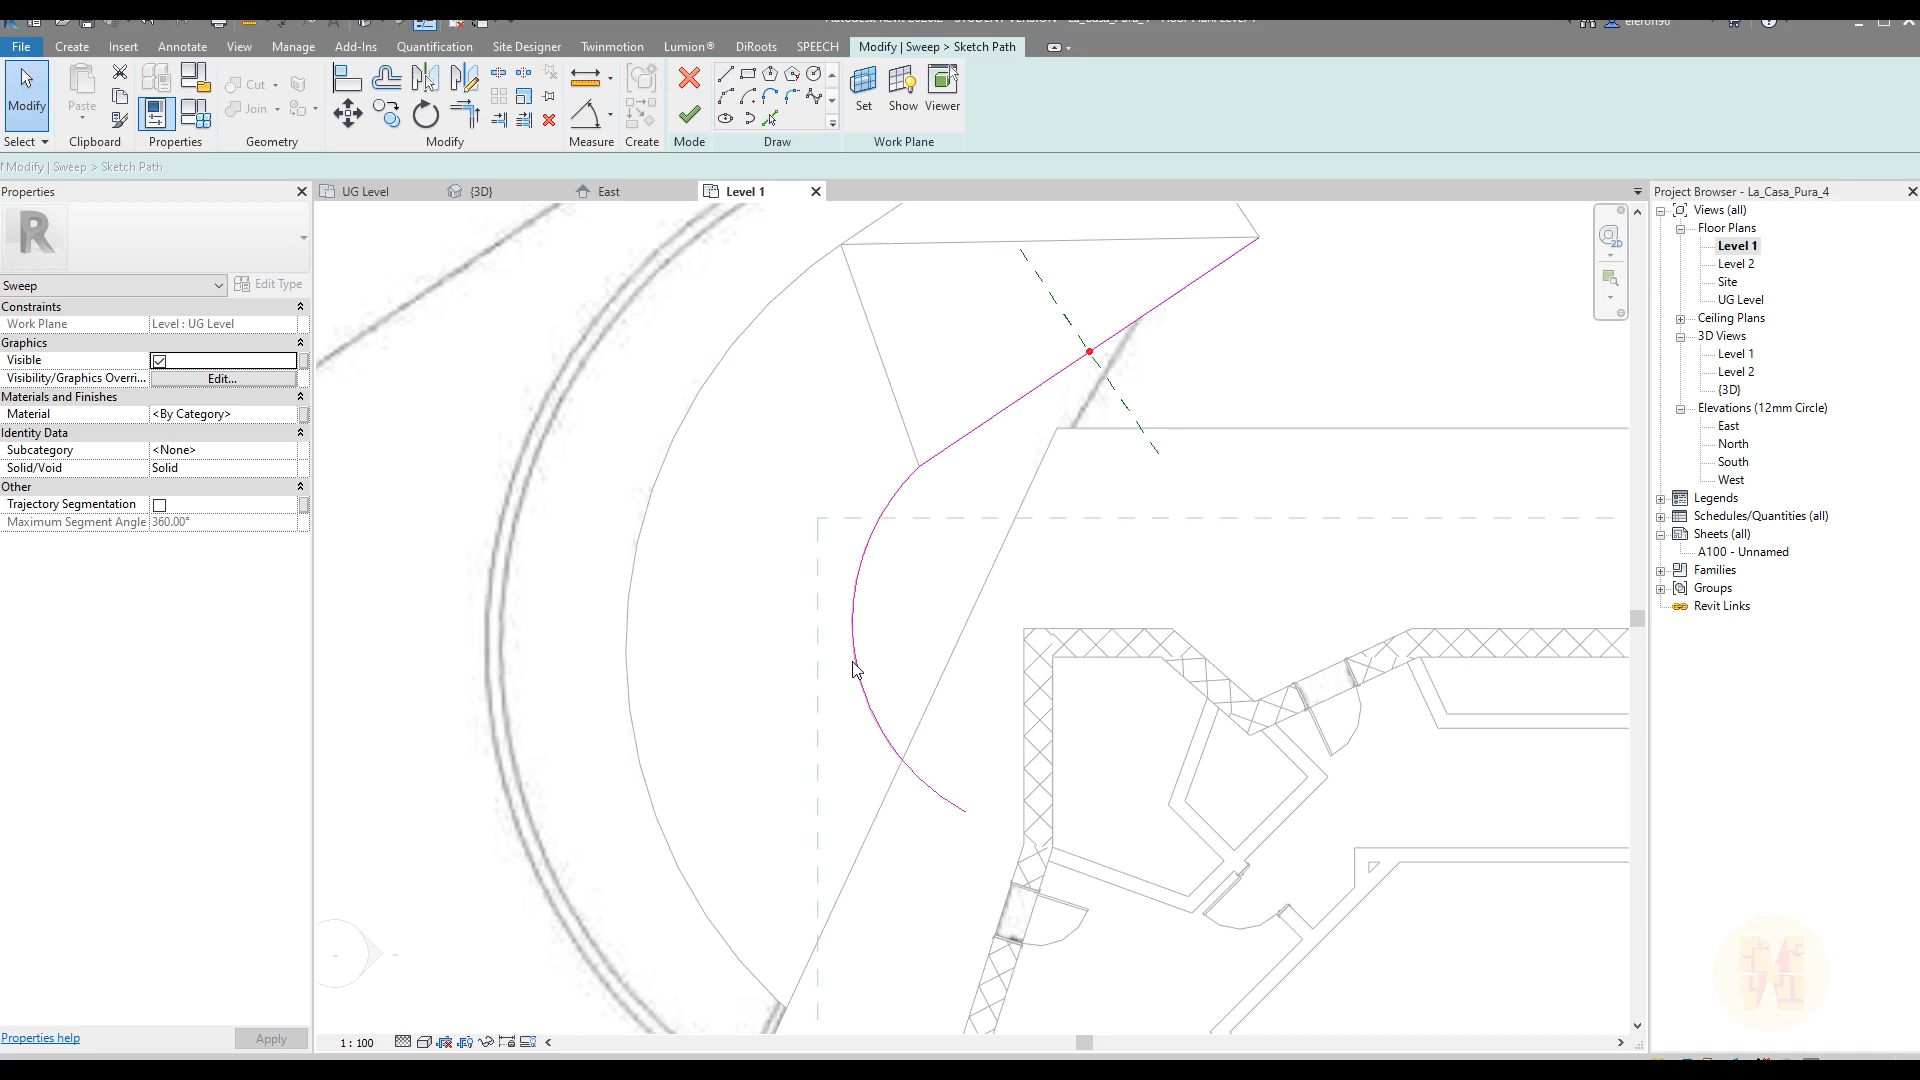 File Create Insert Annotate View Manage Add-Ins Quantification Site Designer Twinmotion Lumion® DiRoots SPEECH Modify | Sweep > Sketch Path
Modify Paste Cut Join Set Show Viewer
Select Clipboard Properties Geometry Modify Measure Create Mode Draw Work Plane
Modify | Sweep > Sketch Path
Properties
R
Sweep Edit Type
Constraints
Work Plane Level : UG Level
Graphics
Visible
Visibility/Graphics Overri... Edit...
Materials and Finishes
Material <By Category>
Identity Data
Subcategory <None>
Solid/Void Solid
Other
Trajectory Segmentation
Maximum Segment Angle 360.00°
Properties help Apply
UG Level {3D} East Level 1
2D
1 : 100
Project Browser - La_Casa_Pura_4
Views (all)
Floor Plans
Level 1
Level 2
Site
UG Level
Ceiling Plans
3D Views
Level 1
Level 2
{3D}
Elevations (12mm Circle)
East
North
South
West
Legends
Schedules/Quantities (all)
Sheets (all)
A100 - Unnamed
Families
Groups
Revit Links